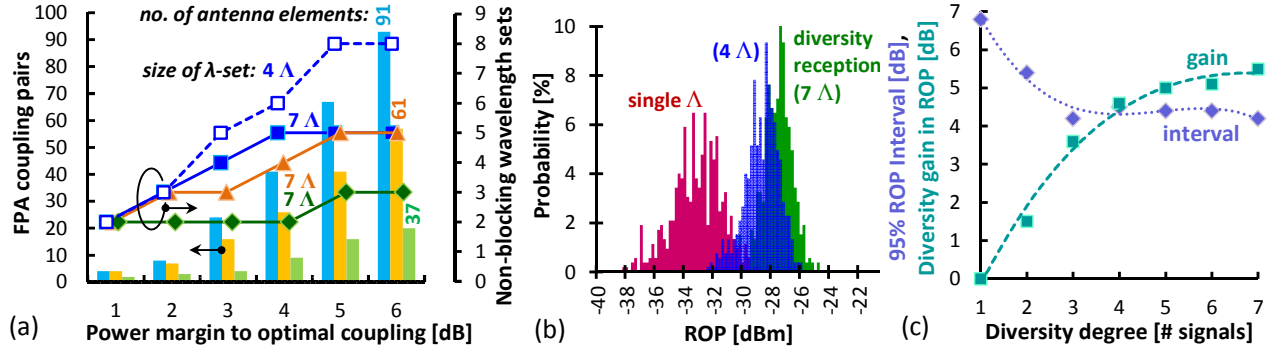 no. of antenna elements:
size of λ-set:
4 Λ
7 Λ
7 Λ
7 Λ
91
61
37
FPA coupling pairs
100
90
80
70
60
50
40
30
20
10
0
Non-blocking wavelength sets
9
8
7
6
5
4
3
2
1
0
1 2 3 4 5 6
Power margin to optimal coupling [dB]
(a)
Probability [%]
10
8
6
4
2
0
single Λ
(4 Λ)
diversity
reception
(7 Λ)
-40 -38 -36 -34 -32 -30 -28 -26 -24 -22
ROP [dBm]
(b)
95% ROP Interval [dB],
Diversity gain in ROP [dB]
7
6
5
4
3
2
1
0
gain
interval
1 2 3 4 5 6 7
Diversity degree [# signals]
(c)